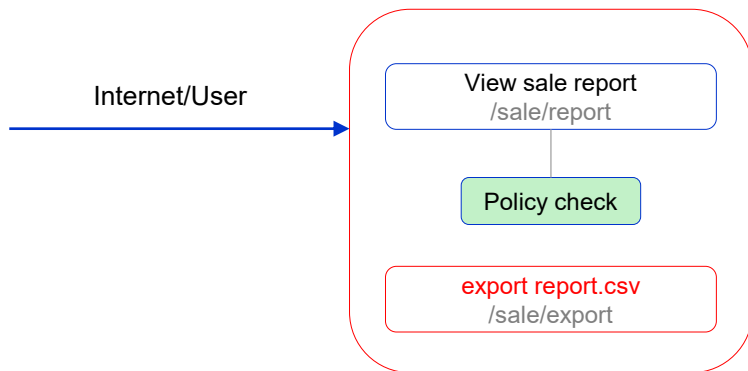 Internet/User
View sale report
/sale/report
Policy check
export report.csv
/sale/export